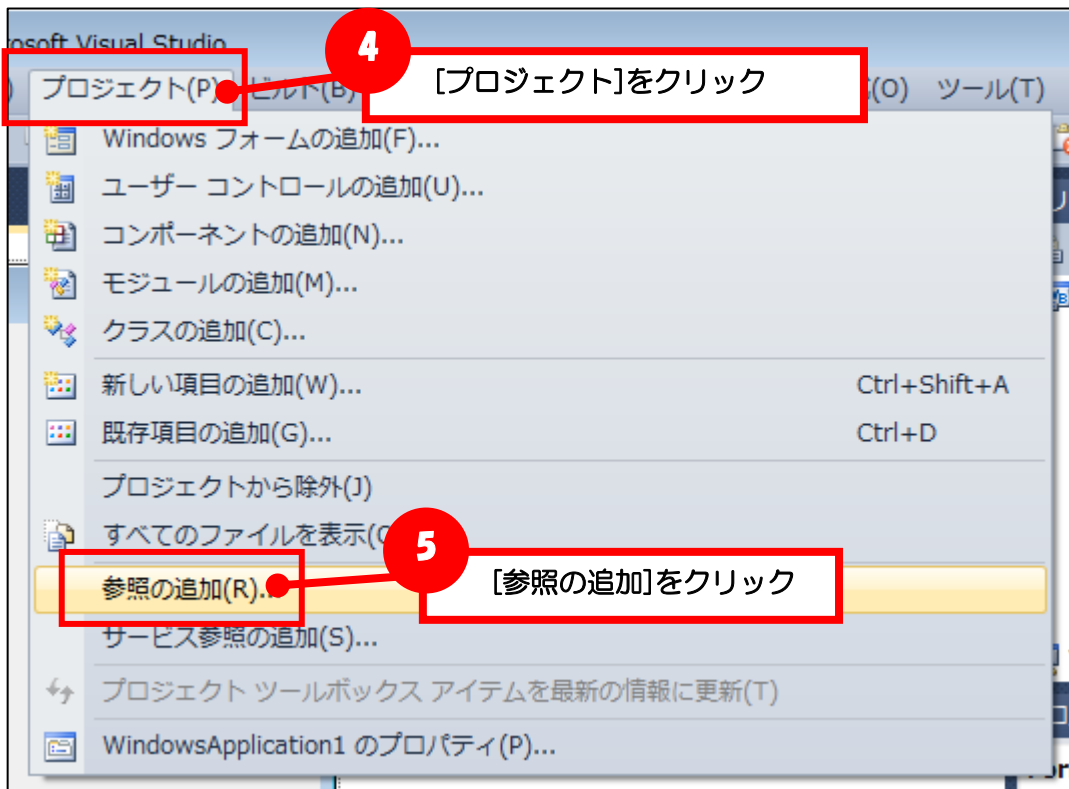 rosoft Visual Studio
4
[プロジェクト]をクリック
) プロジェクト(P) ビルド(B) (O) ツール(T)
Windows フォームの追加(F)...
ユーザー コントロールの追加(U)...
コンポーネントの追加(N)...
モジュールの追加(M)...
クラスの追加(C)...
新しい項目の追加(W)... Ctrl+Shift+A
既存項目の追加(G)... Ctrl+D
プロジェクトから除外(J)
すべてのファイルを表示(
5
[参照の追加]をクリック
参照の追加(R)...
サービス参照の追加(S)...
プロジェクト ツールボックス アイテムを最新の情報に更新(T)
WindowsApplication1 のプロパティ(P)...